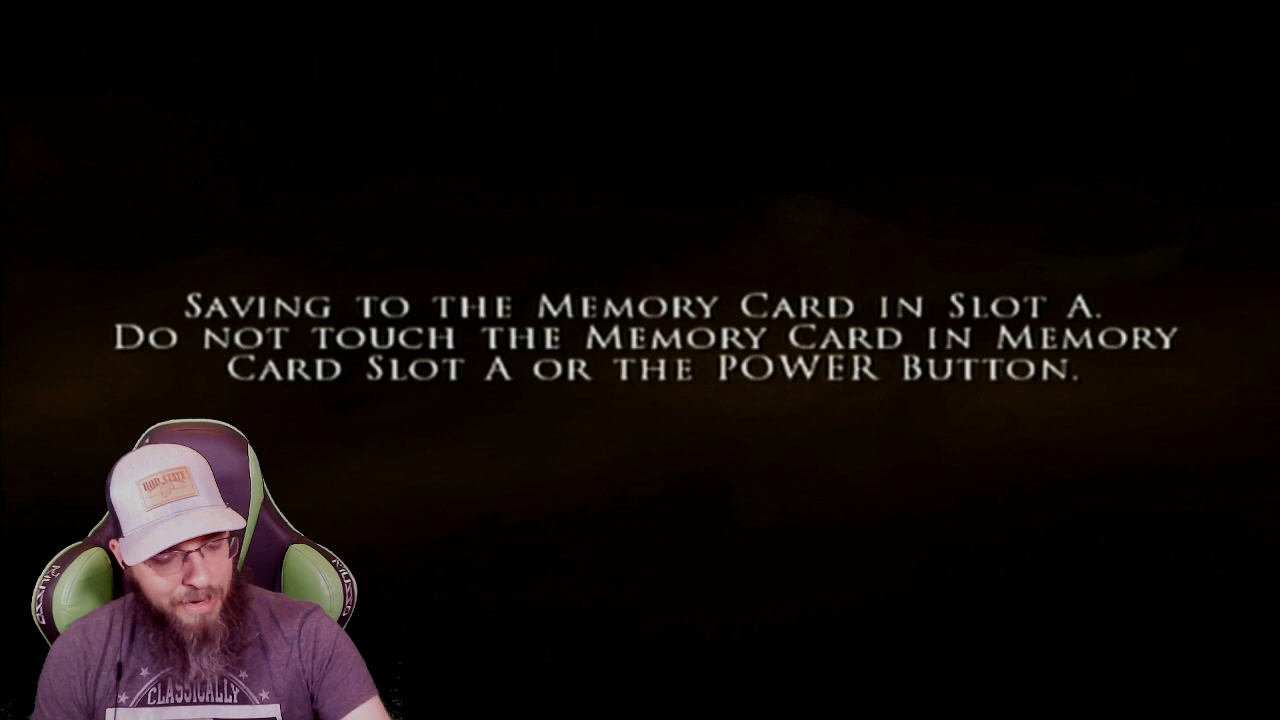 SAVING TO THE MEMORY CARD IN SLOT A.
DO NOT TOUCH THE MEMORY CARD IN MEMORY
CARD SLOT A OR THE POWER BUTTON.
CLASSICALLY